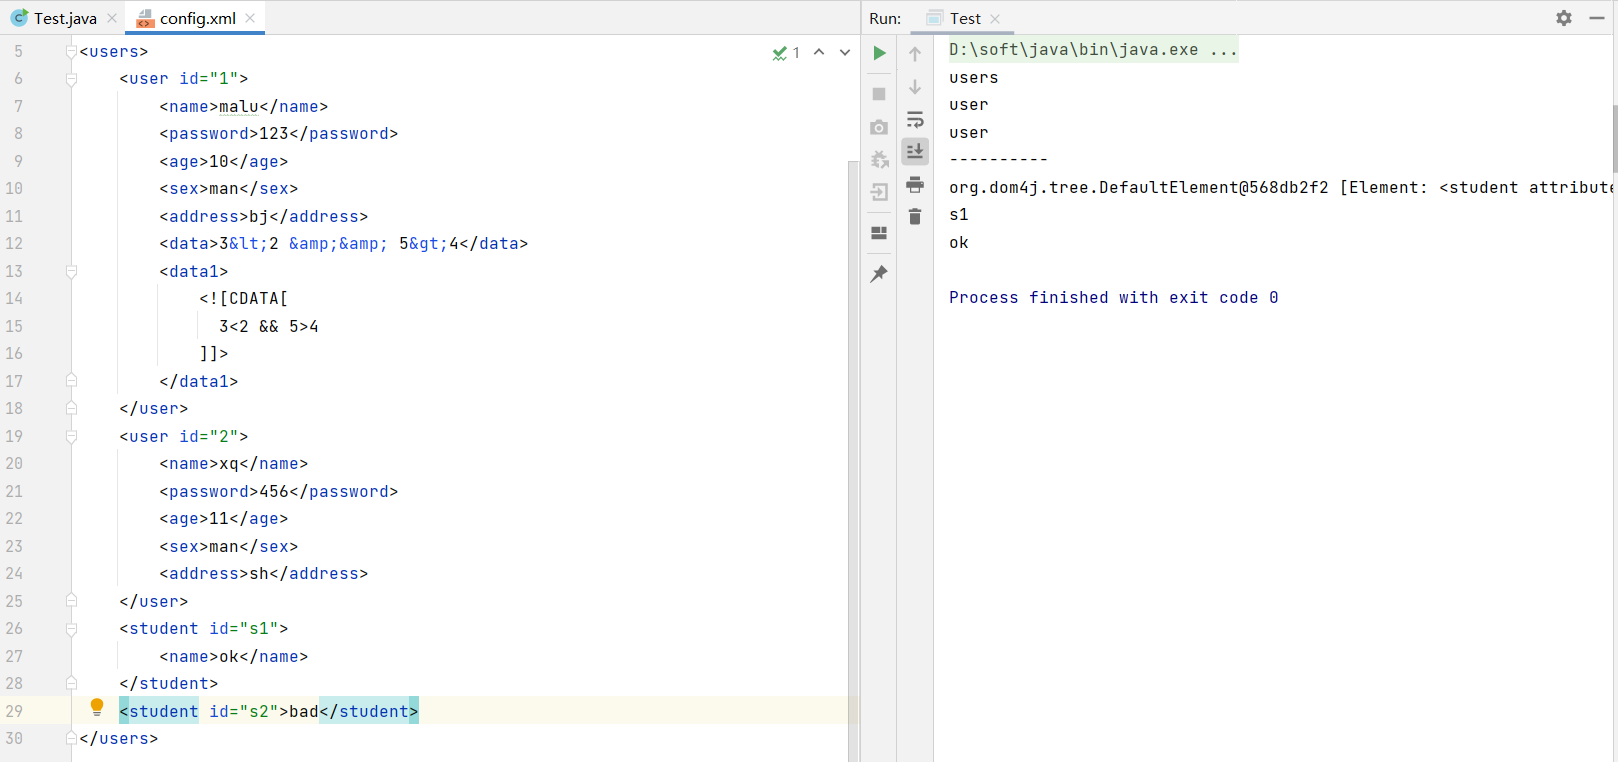 Test.java
config.xml
1
5 <users>
6 <user id="1">
7 <name>malu</name>
8 <password>123</password>
9 <age>10</age>
10 <sex>man</sex>
11 <address>bj</address>
12 <data>3&lt;2 &amp;&amp; 5&gt;4</data>
13 <data1>
14 <![CDATA[
15 3<2 && 5>4
16 ]]>
17 </data1>
18 </user>
19 <user id="2">
20 <name>xq</name>
21 <password>456</password>
22 <age>11</age>
23 <sex>man</sex>
24 <address>sh</address>
25 </user>
26 <student id="s1">
27 <name>ok</name>
28 </student>
29 <student id="s2">bad</student>
30 </users>
Run: Test
D:\soft\java\bin\java.exe ...
users
user
user
----------
org.dom4j.tree.DefaultElement@568db2f2 [Element: <student attribute
s1
ok
Process finished with exit code 0